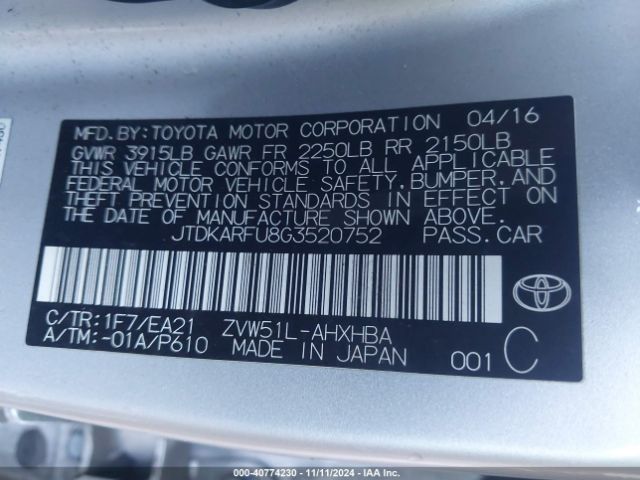 MFD.BY:TOYOTA MOTOR CORPORATION 04/16
GVWR 3915LB GAWR FR 2250LB RR 2150LB
THIS VEHICLE CONFORMS TO ALL APPLICABLE
FEDERAL MOTOR VEHICLE SAFETY,BUMPER,AND
THEFT PREVENTION STANDARDS IN EFFECT ON
THE DATE OF MANUFACTURE SHOWN ABOVE.
JTDKARFU8G3520752 PASS.CAR
C/TR:1F7/EA21 ZVW51L-AHXHBA
A/TM:-01A/P610 MADE IN JAPAN 001 C
TOYOTA
000-40774230 - 11/11/2024 - IAAI.COM